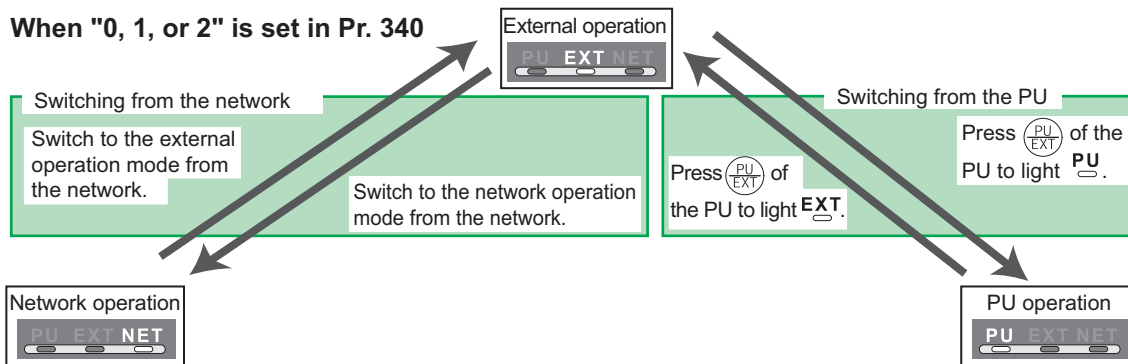 When "0, 1, or 2" is set in Pr. 340
External operation
PU EXT NET
Switching from the network
Switch to the external
operation mode from
the network.
Switch to the network operation
mode from the network.
Switching from the PU
Press PU/EXT of
the PU to light EXT.
Press PU/EXT of the
PU to light PU.
Network operation
PU EXT NET
PU operation
PU EXT NET